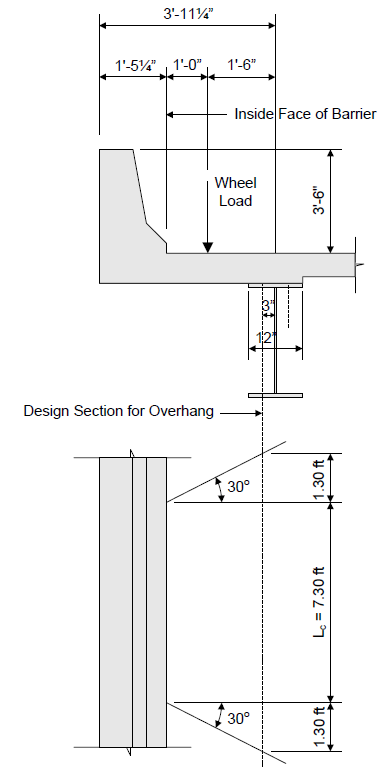 3'-11¼"
1'-5¼" 1'-0" 1'-6"
Inside Face of Barrier
Wheel
Load
3'-6"
3"
12"
Design Section for Overhang
30°
1.30 ft
Lc = 7.30 ft
30°
1.30 ft